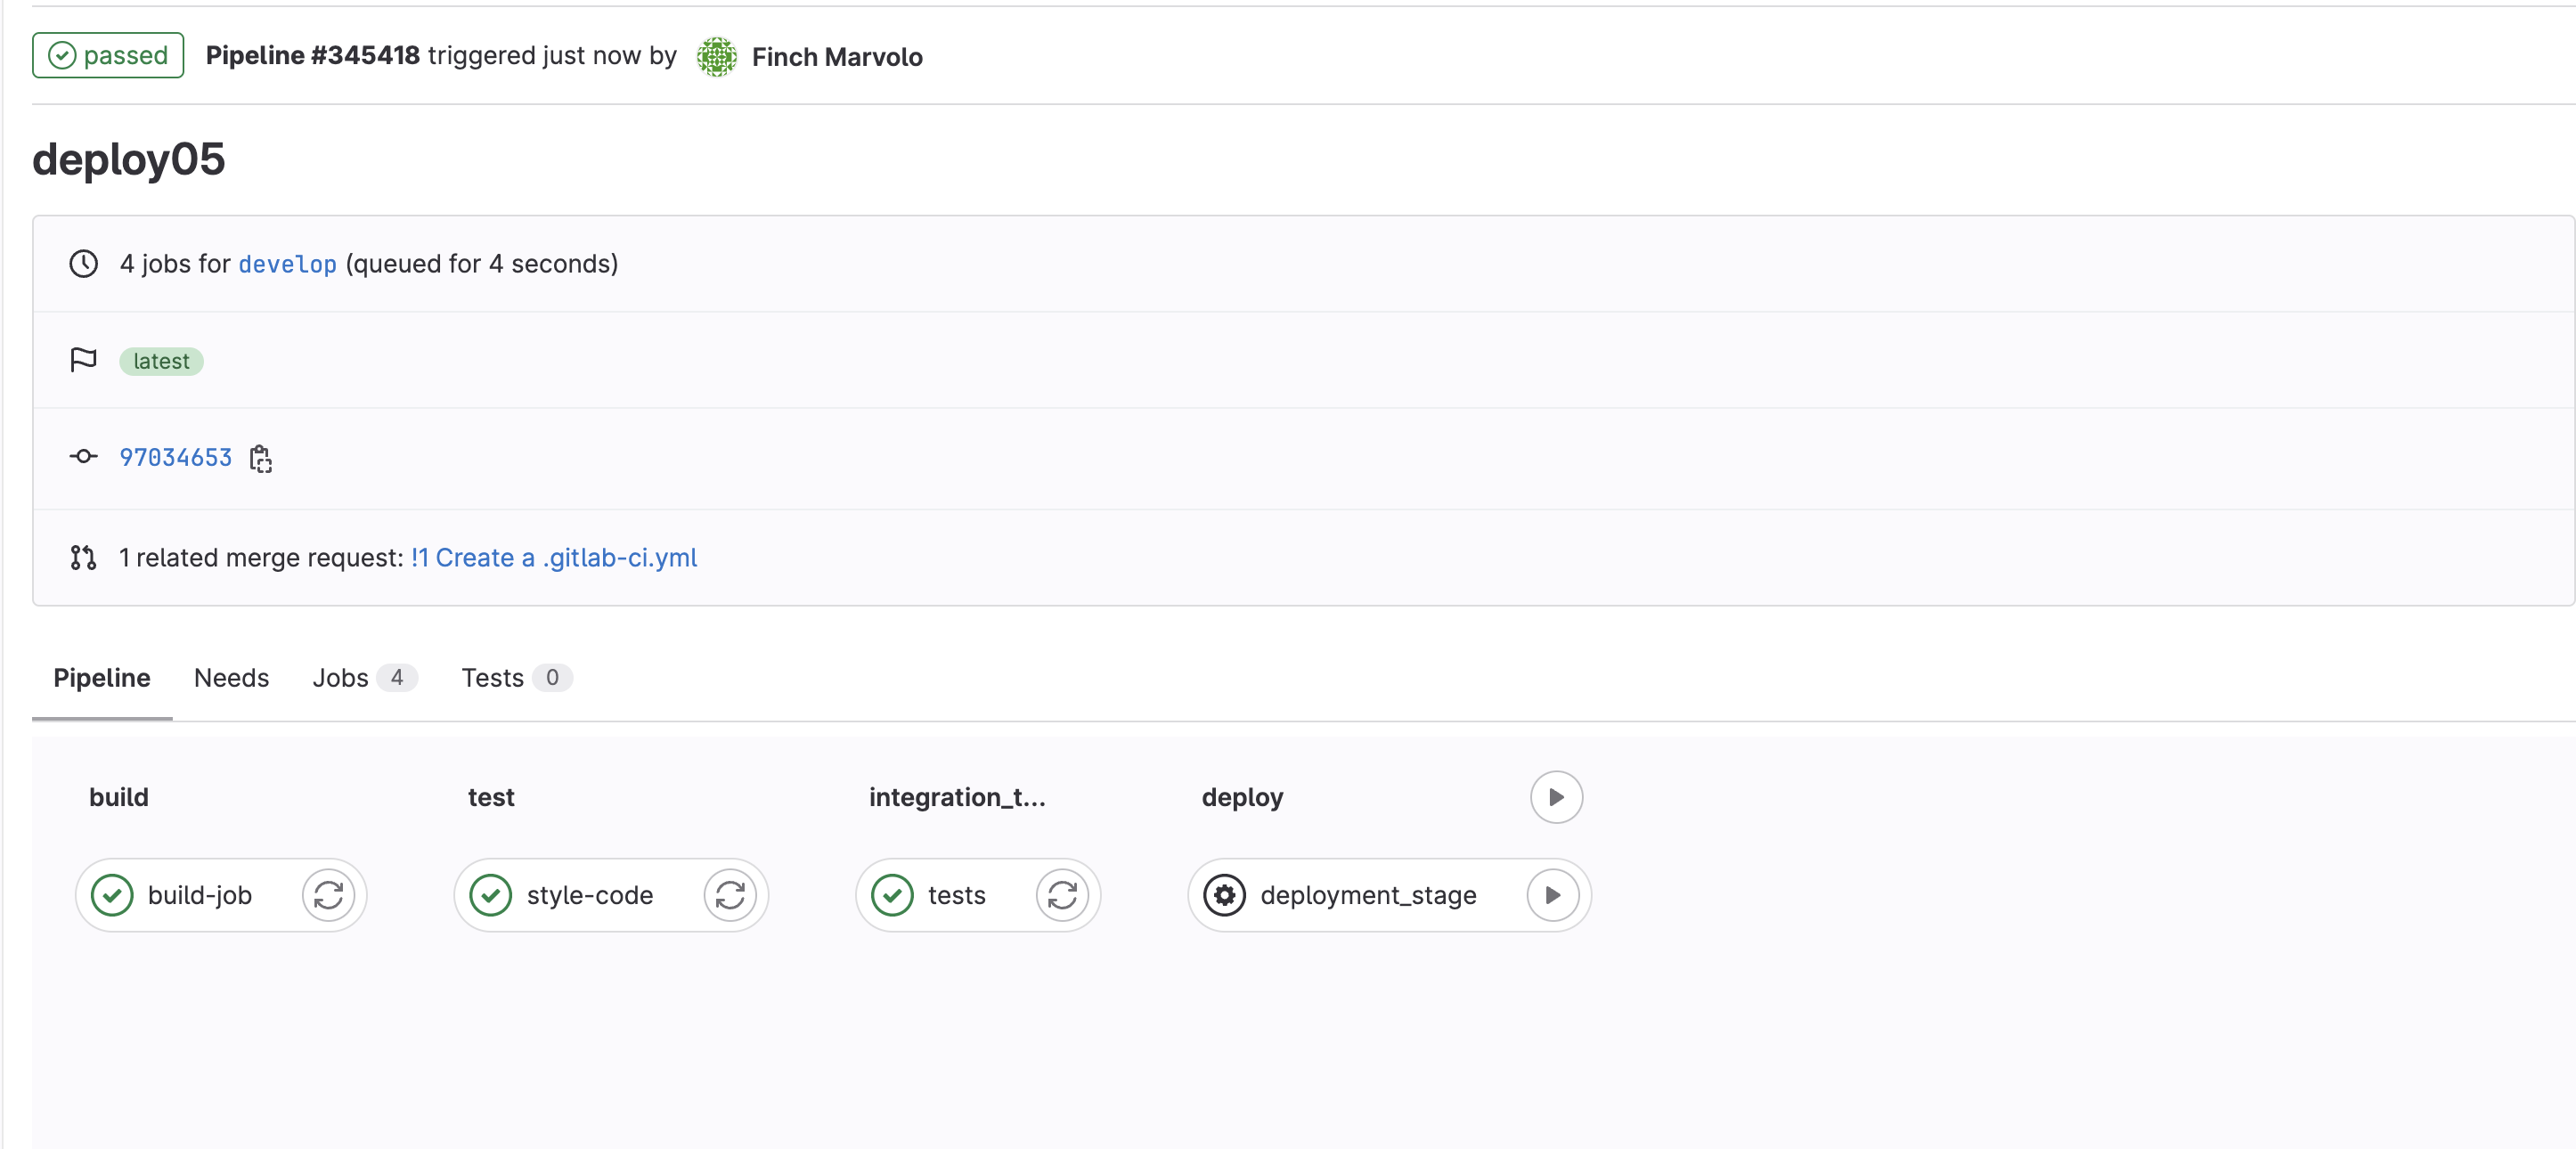 passed Pipeline #345418 triggered just now by Finch Marvolo
deploy05
4 jobs for develop (queued for 4 seconds)
latest
97034653
1 related merge request: !1 Create a .gitlab-ci.yml
Pipeline Needs Jobs 4 Tests 0
build test integration_t... deploy
build-job style-code tests deployment_stage